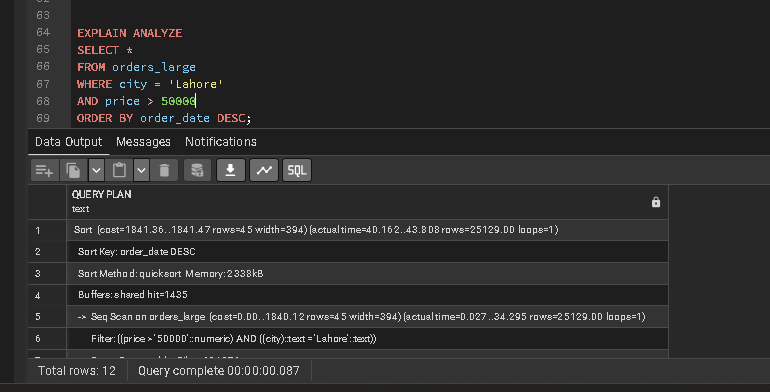 63
64 EXPLAIN ANALYZE
65 SELECT *
66 FROM orders_large
67 WHERE city = 'Lahore'
68 AND price > 50000
69 ORDER BY order_date DESC;
Data Output Messages Notifications
SQL
QUERY PLAN
text
1 Sort (cost=1841.36..1841.47 rows=45 width=394) (actual time=40.162..43.808 rows=25129.00 loops=1)
2 Sort Key: order_date DESC
3 Sort Method: quicksort Memory: 2338kB
4 Buffers: shared hit=1435
5 -> Seq Scan on orders_large (cost=0.00..1840.12 rows=45 width=394) (actual time=0.027..34.295 rows=25129.00 loops=1)
6 Filter: ((price > '50000'::numeric) AND ((city)::text = 'Lahore'::text))
Total rows: 12 Query complete 00:00:00.087